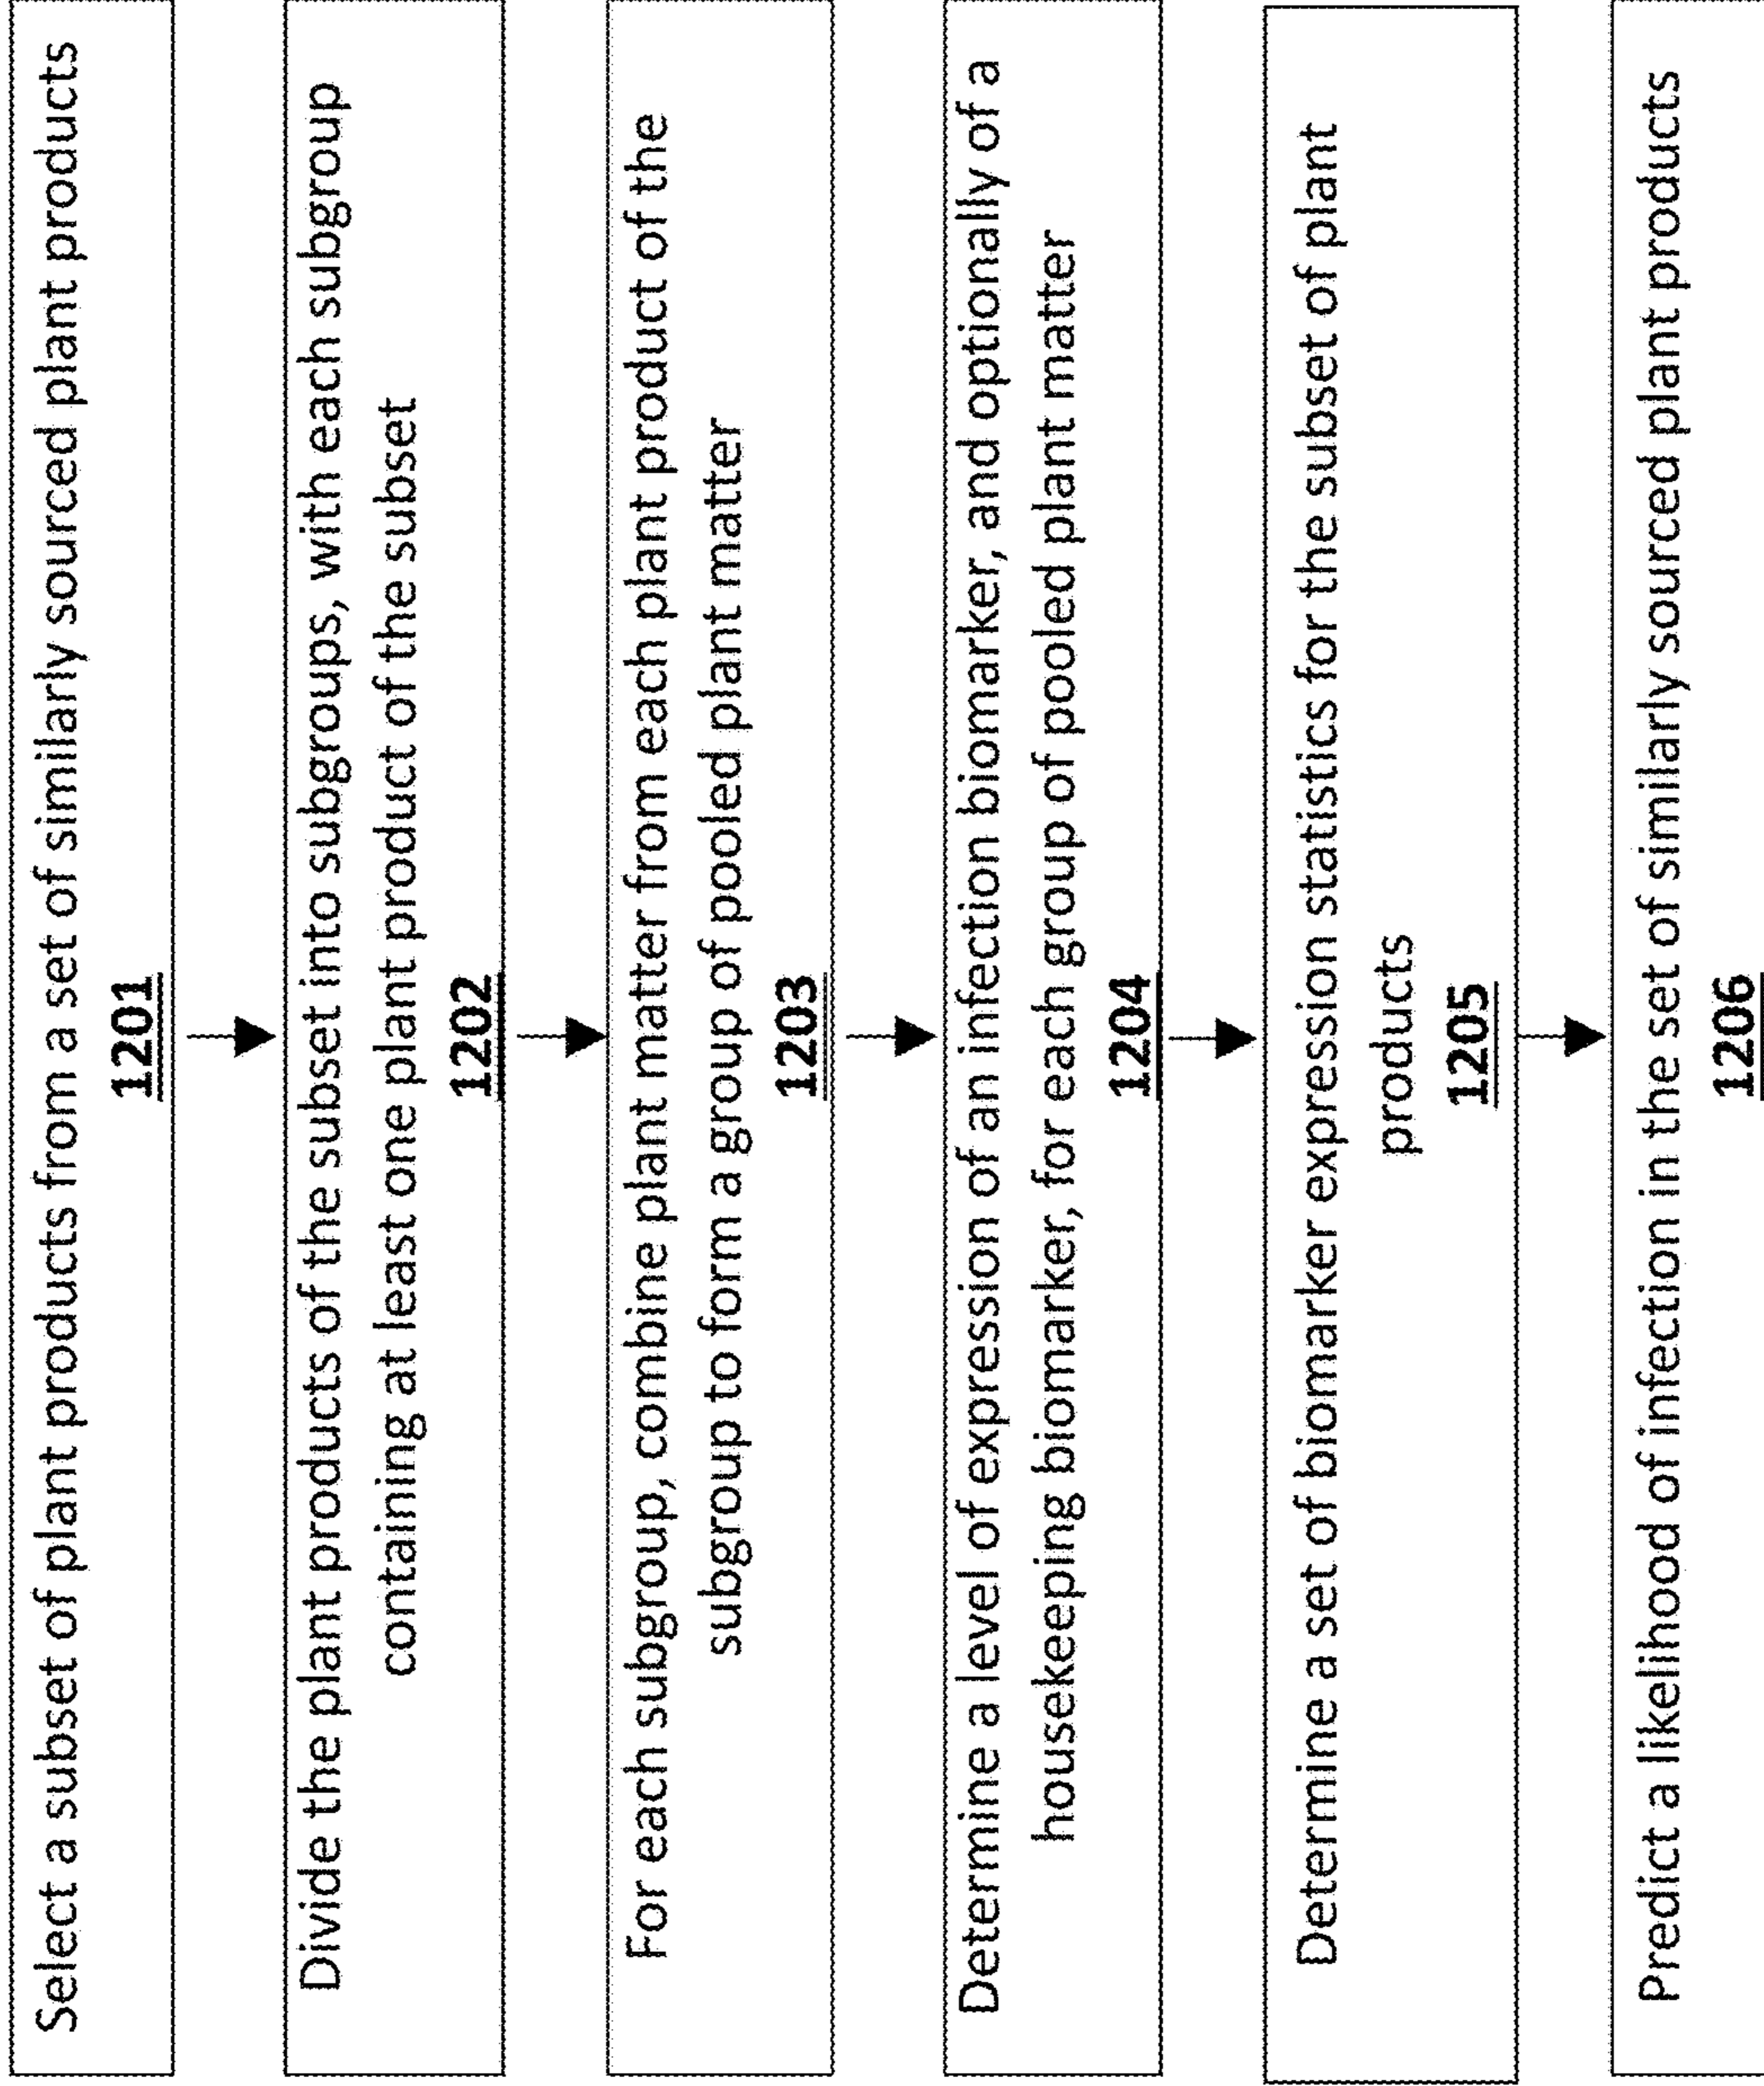 Select a subset of plant products from a set of similarly sourced plant products
1201
Divide the plant products of the subset into subgroups, with each subgroup
containing at least one plant product of the subset
1202
For each subgroup, combine plant matter from each plant product of the
subgroup to form a group of pooled plant matter
1203
Determine a level of expression of an infection biomarker, and optionally of a
housekeeping biomarker, for each group of pooled plant matter
1204
Determine a set of biomarker expression statistics for the subset of plant
products
1205
Predict a likelihood of infection in the set of similarly sourced plant products
1206